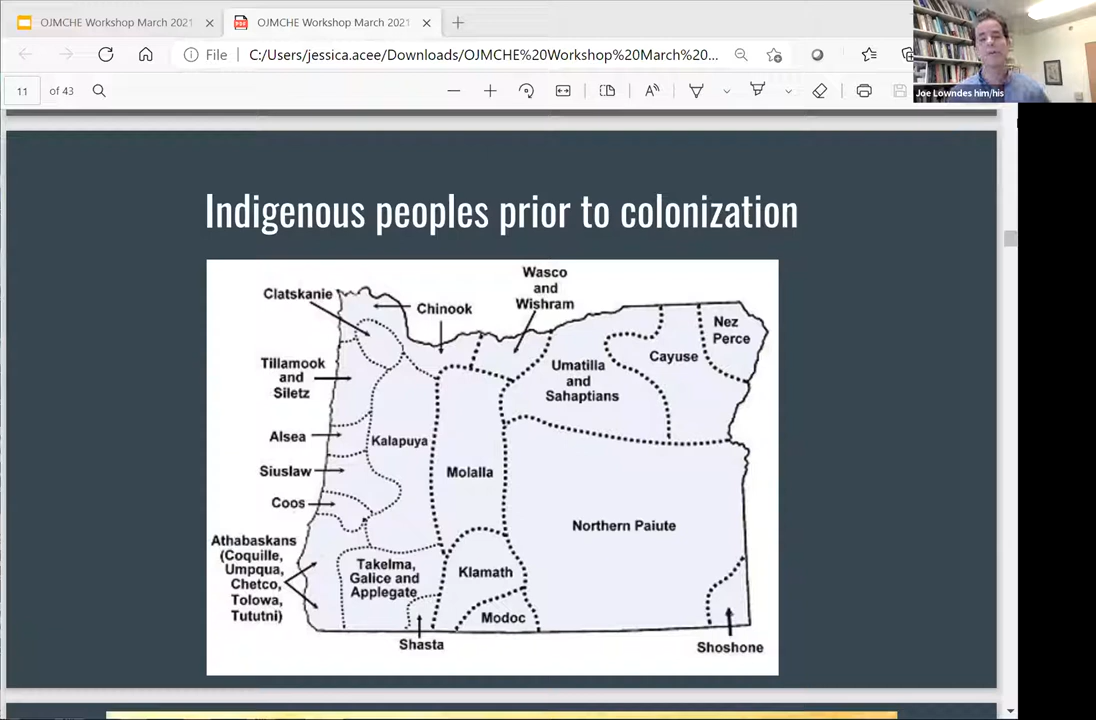 OJMCHE Workshop March 2021
OJMCHE Workshop March 2021
File
C:/Users/jessica.acee/Downloads/OJMCHE%20Workshop%20March%20...
11
of 43
Joe Lowndes him/his
Indigenous peoples prior to colonization
Wasco
and
Wishram
Clatskanie
Chinook
Nez
Perce
Tillamook
and
Siletz
Umatilla
and
Sahaptians
Cayuse
Alsea
Kalapuya
Siuslaw
Molalla
Coos
Northern Paiute
Athabaskans
(Coquille,
Umpqua,
Chetco,
Tolowa,
Tututni)
Takelma,
Galice and
Applegate
Klamath
Modoc
Shasta
Shoshone